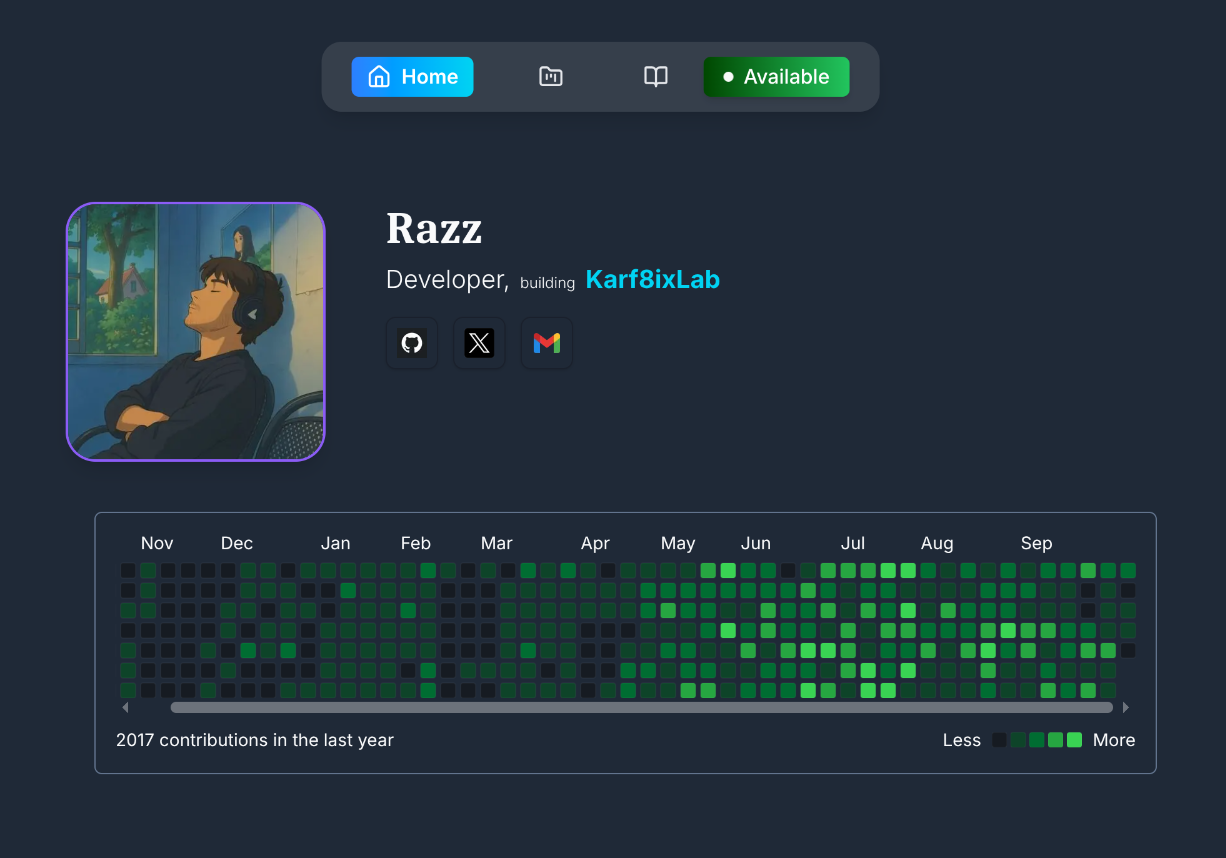 Home Available
Razz
Developer, building Karf8ixLab
Nov Dec Jan Feb Mar Apr May Jun Jul Aug Sep
2017 contributions in the last year Less More